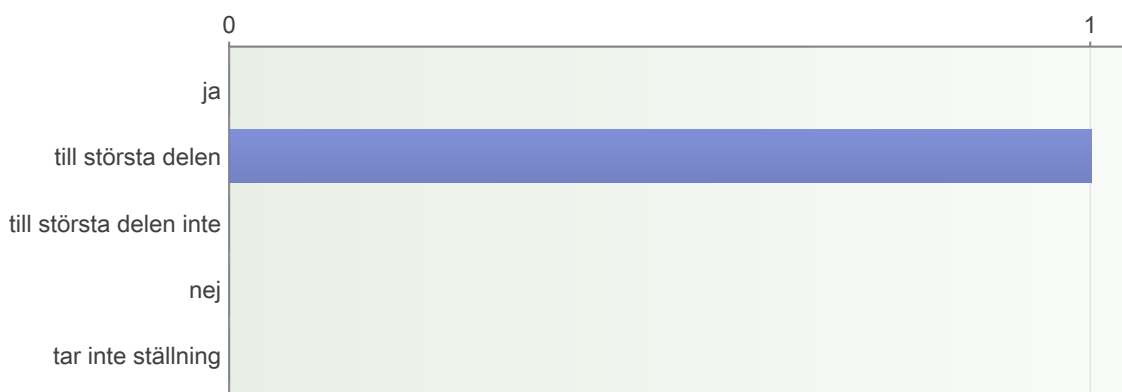 0 1
ja
till största delen
till största delen inte
nej
tar inte ställning